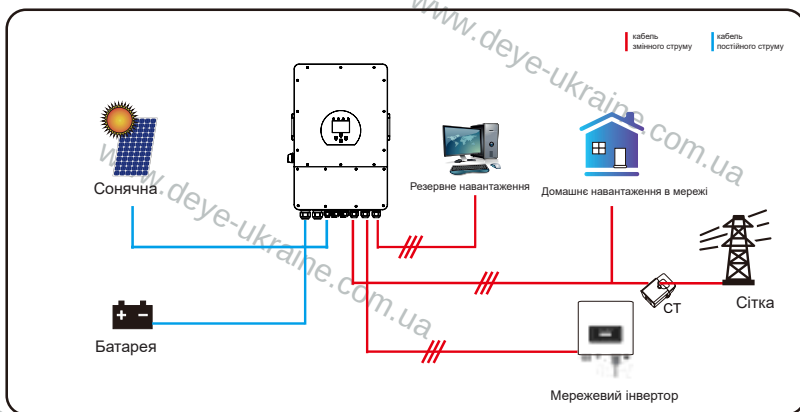 www.deye-ukraine.com.ua
кабель
змінного струму
кабель
постійного струму
Сонячна
Резервне навантаження
Домашнє навантаження в мережі
www.deye-ukraine.com.ua
CT
Сітка
Батарея
Мережевий інвертор